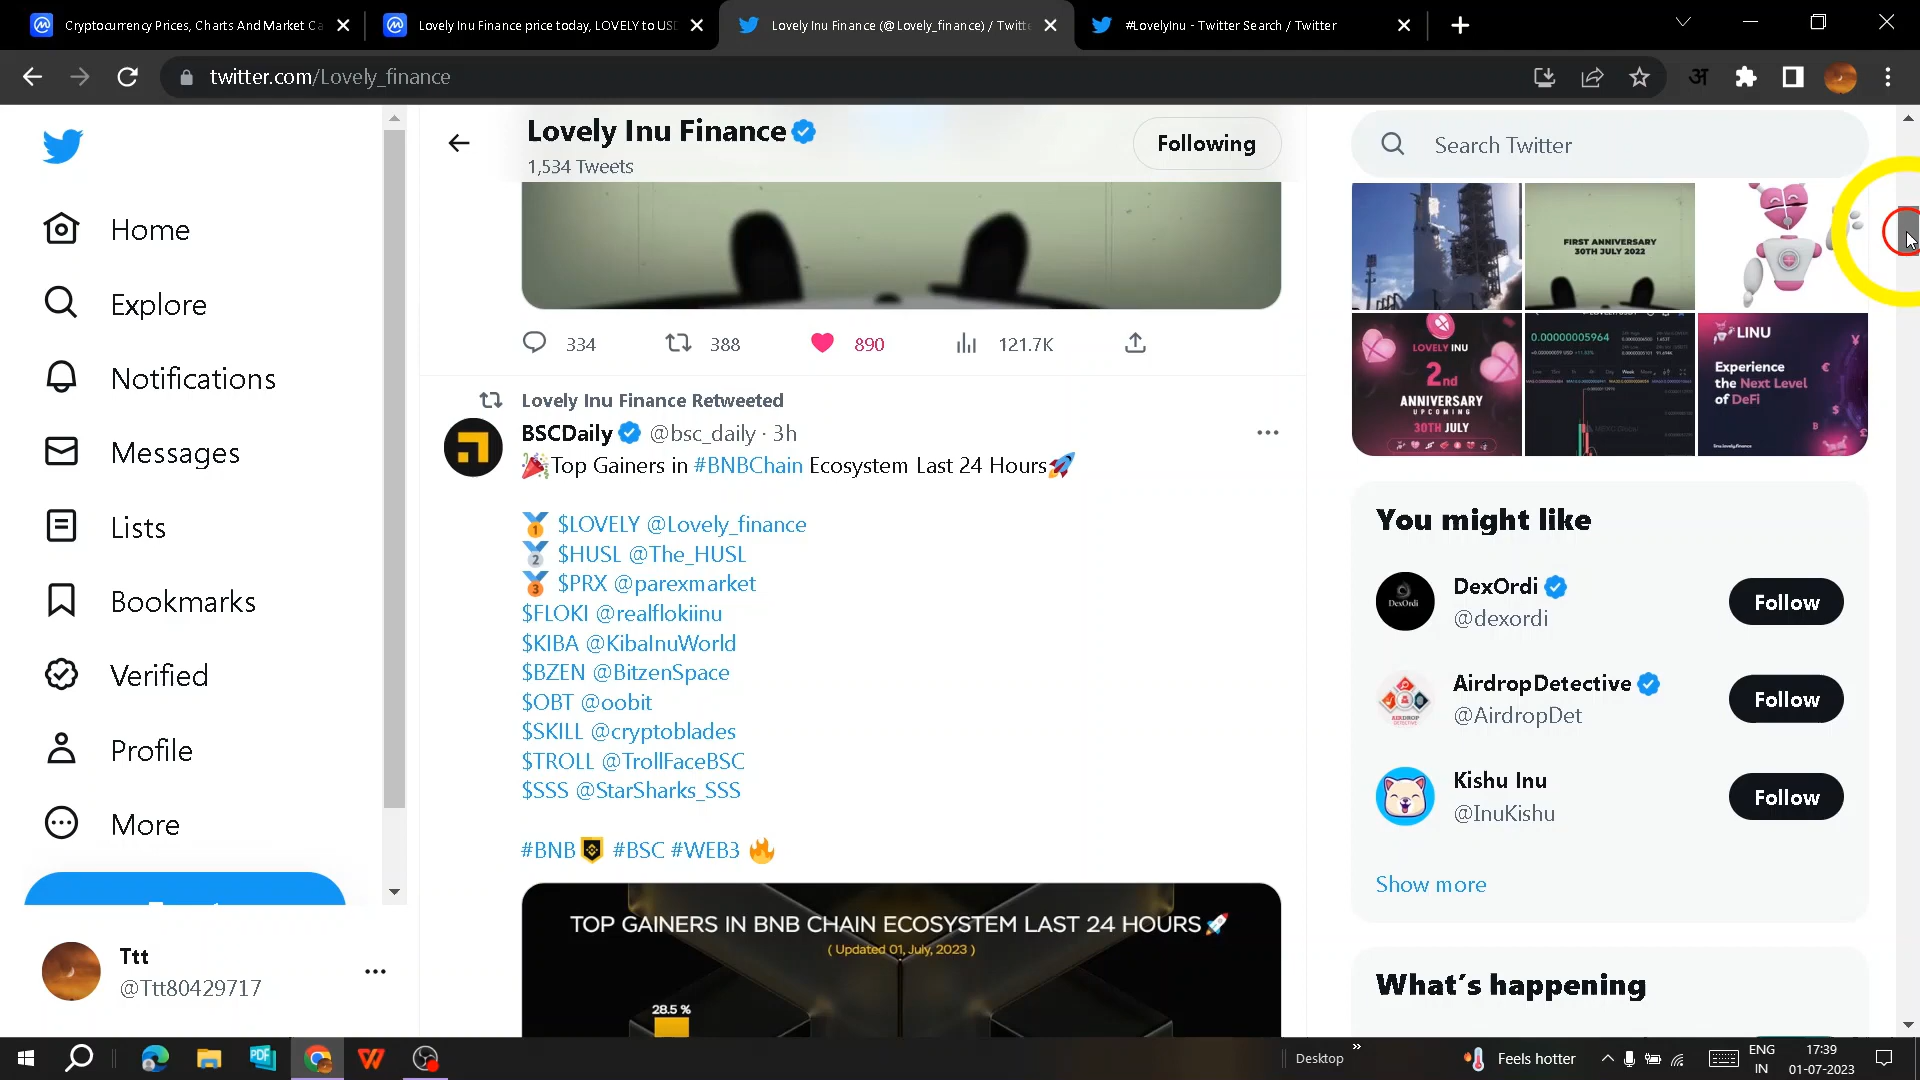 Cryptocurrency Prices, Charts And Market Ca
Lovely Inu Finance price today, LOVELY to USD
Lovely Inu Finance (@Lovely_finance) / Twitte
#LovelyInu - Twitter Search / Twitter
twitter.com/Lovely_finance
अ
Home
Explore
Notifications
Messages
Lists
Bookmarks
Verified
Profile
More
Ttt
@Ttt80429717
Lovely Inu Finance
1,534 Tweets
Following
334
388
890
121.7K
Lovely Inu Finance Retweeted
BSCDaily @bsc_daily · 3h
🎉Top Gainers in #BNBChain Ecosystem Last 24 Hours🚀
🥇 $LOVELY @Lovely_finance
🥈 $HUSL @The_HUSL
🥉 $PRX @parexmarket
$FLOKI @realflokiinu
$KIBA @KibaInuWorld
$BZEN @BitzenSpace
$OBT @oobit
$SKILL @cryptoblades
$TROLL @TrollFaceBSC
$SSS @StarSharks_SSS
#BNB #BSC #WEB3 🔥
TOP GAINERS IN BNB CHAIN ECOSYSTEM LAST 24 HOURS🚀
( Updated 01, July, 2023 )
28.5 %
Search Twitter
FIRST ANNIVERSARY
30TH JULY 2022
LOVELY INU
2nd
ANNIVERSARY
UPCOMING
30TH JULY
0.000000005964
LINU
Experience
the Next Level
of DeFi
You might like
DexOrdi
@dexordi
Follow
AirdropDetective
@AirdropDet
Follow
Kishu Inu
@InuKishu
Follow
Show more
What's happening
Desktop
Feels hotter
ENG
IN
17:39
01-07-2023